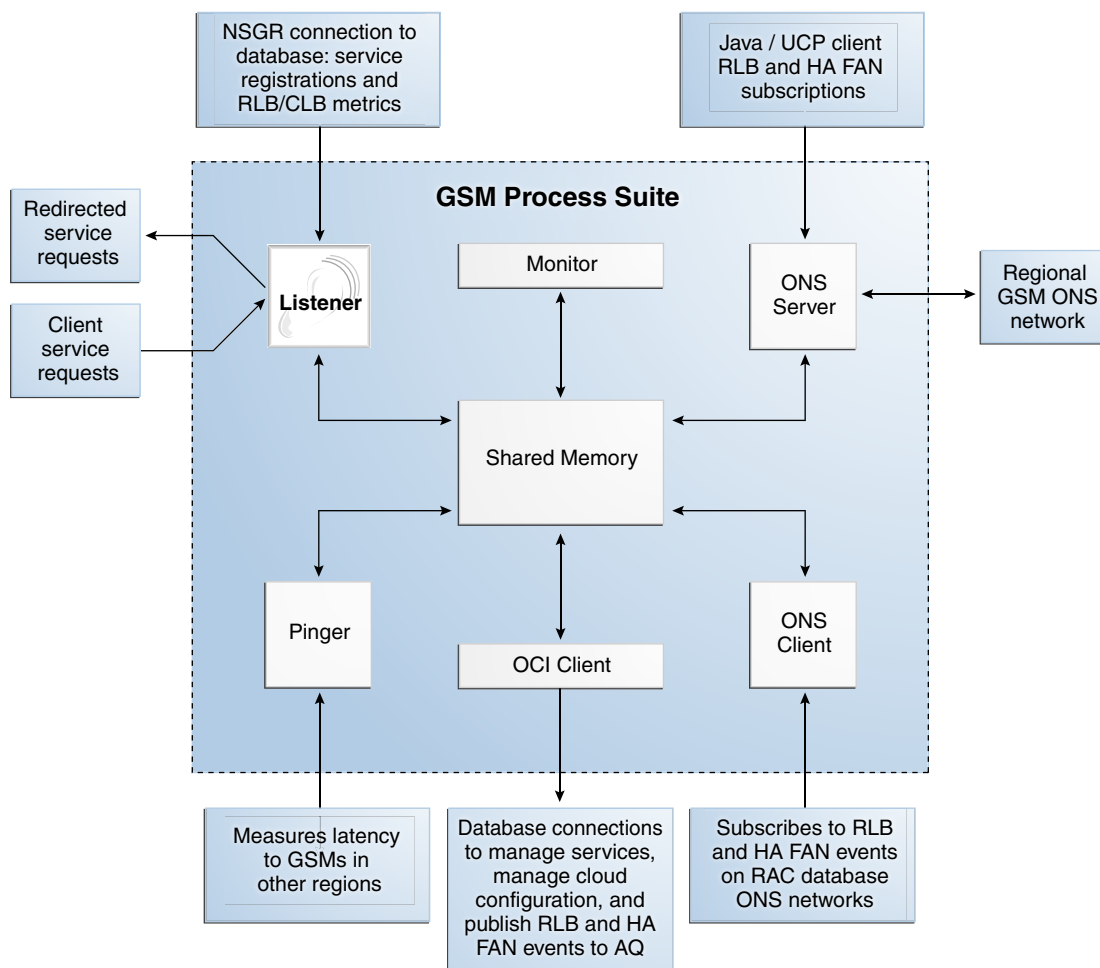 NSGR connection to
database: service
registrations and
RLB/CLB metrics
Java / UCP client
RLB and HA FAN
subscriptions
GSM Process Suite
Redirected
service
requests
Client
service
requests
Listener
Monitor
ONS
Server
Regional
GSM ONS
network
Shared Memory
Pinger
OCI Client
ONS
Client
Measures latency
to GSMs in
other regions
Database connections
to manage services,
manage cloud
configuration, and
publish RLB and HA
FAN events to AQ
Subscribes to RLB
and HA FAN events
on RAC database
ONS networks